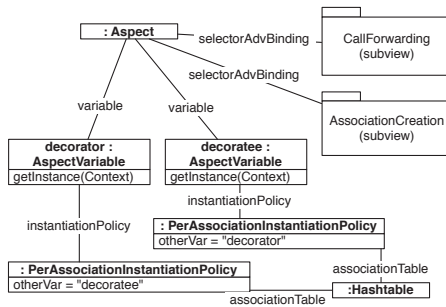 : Aspect
selectorAdvBinding
CallForwarding
(subview)
selectorAdvBinding
AssociationCreation
(subview)
variable
variable
decorator :
AspectVariable
getInstance(Context)
decoratee :
AspectVariable
getInstance(Context)
instantiationPolicy
instantiationPolicy
: PerAssociationInstantiationPolicy
otherVar = "decorator"
: PerAssociationInstantiationPolicy
otherVar = "decoratee"
associationTable
:Hashtable
associationTable